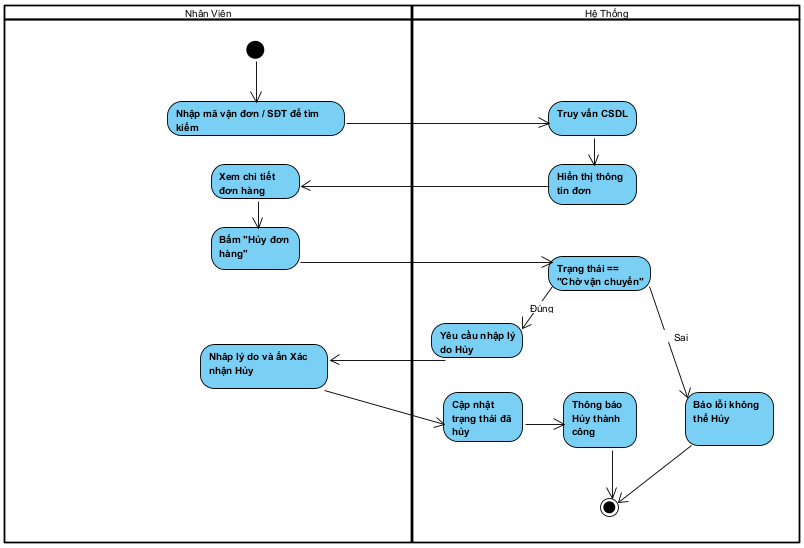 Nhân Viên
Hệ Thống
Nhập mã vận đơn / SĐT để tìm
kiếm
Truy vấn CSDL
Xem chi tiết
đơn hàng
Hiển thị thông
tin đơn
Bấm "Hủy đơn
hàng"
Trạng thái ==
"Chờ vận chuyển"
Đúng
Sai
Yêu cầu nhập lý
do Hủy
Nhập lý do và ấn Xác
nhận Hủy
Cập nhật
trạng thái đã
hủy
Thông báo
Hủy thành
công
Báo lỗi không
thể Hủy